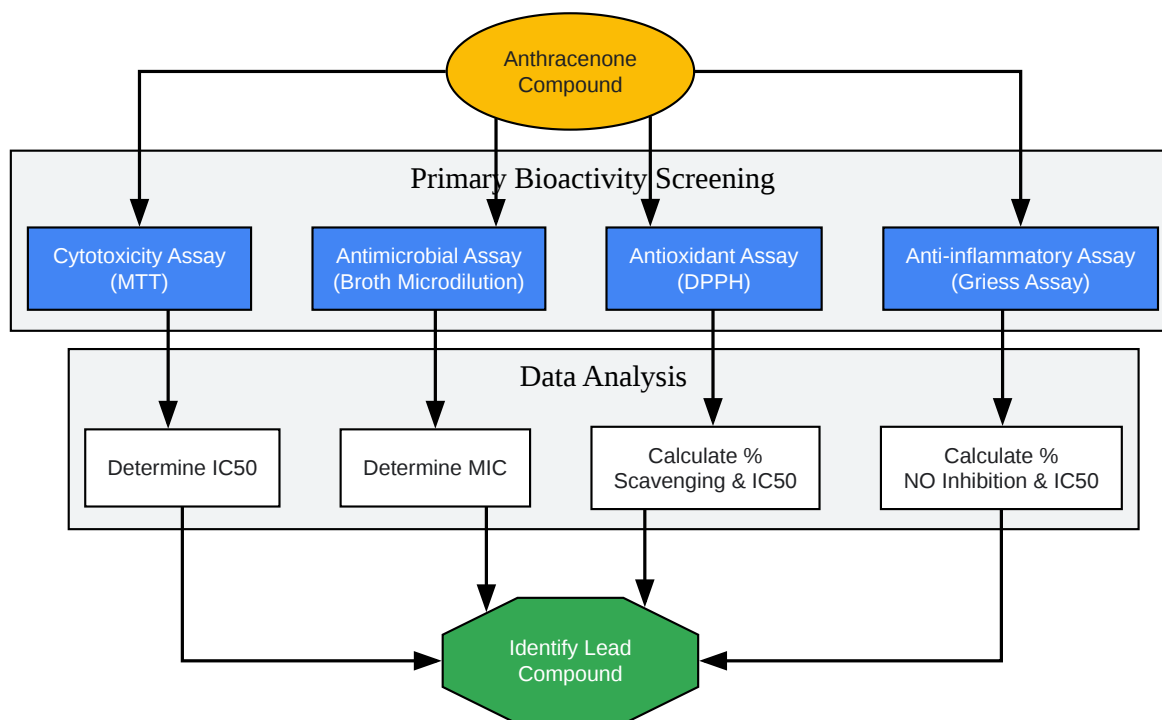 Anthracenone
Compound
Primary Bioactivity Screening
Cytotoxicity Assay
(MTT)
Antimicrobial Assay
(Broth Microdilution)
Antioxidant Assay
(DPPH)
Anti-inflammatory Assay
(Griess Assay)
Data Analysis
Determine IC50
Determine MIC
Calculate %
Scavenging & IC50
Calculate %
NO Inhibition & IC50
Identify Lead
Compound